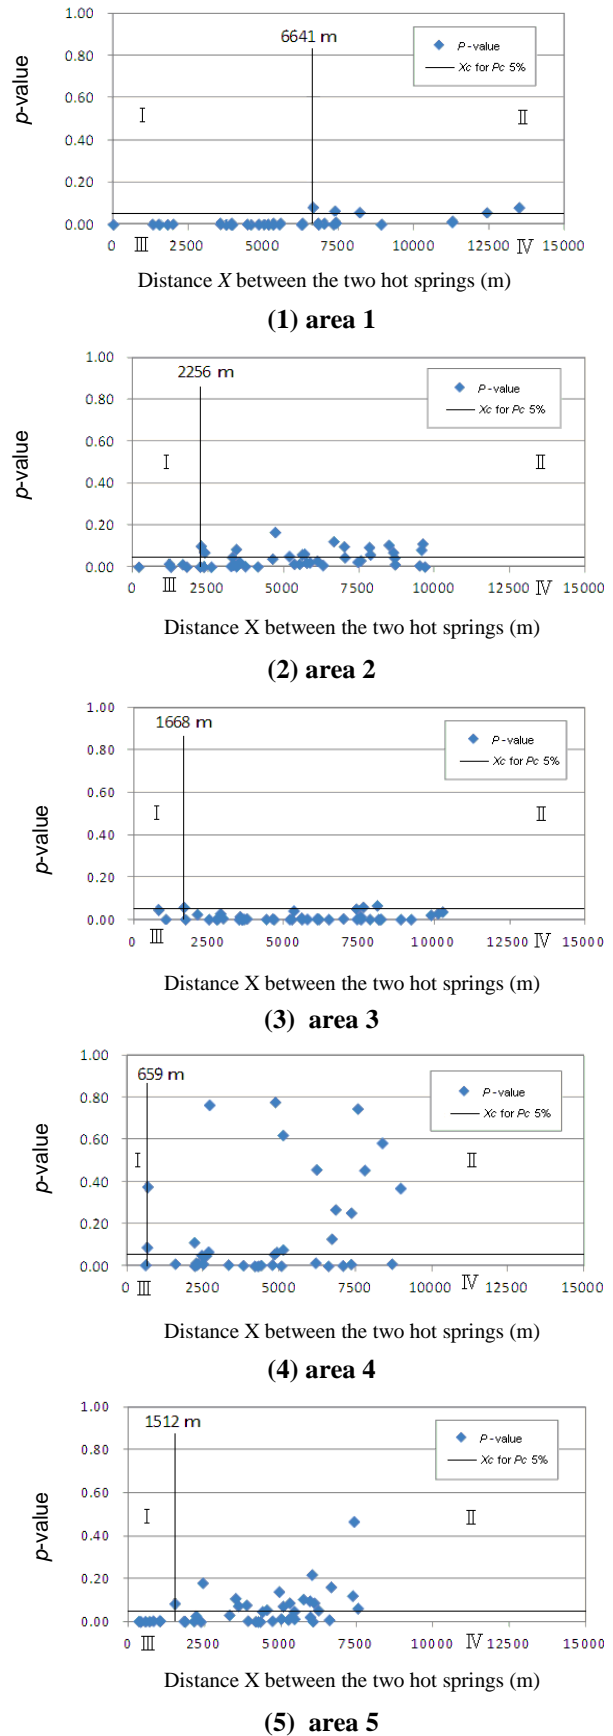 6641 m
1.00
P-value
Xc for Pc 5%
0.80
0.60
I
II
0.40
0.20
0.00
p-value
0 2500 5000 7500 10000 12500 15000
III
IV
Distance X between the two hot springs (m)
(1) area 1
1.00
2256 m
P-value
Xc for Pc 5%
0.80
0.60
I
II
0.40
0.20
0.00
p-value
0 2500 5000 7500 10000 12500 15000
III
IV
Distance X between the two hot springs (m)
(2) area 2
1.00
1668 m
P-value
Xc for Pc 5%
0.80
0.60
I
II
0.40
0.20
0.00
p-value
0 2500 5000 7500 10000 12500 15000
III
IV
Distance X between the two hot springs (m)
(3) area 3
1.00
659 m
P-value
Xc for Pc 5%
0.80
0.60
I
II
0.40
0.20
0.00
p-value
0 2500 5000 7500 10000 12500 15000
III
IV
Distance X between the two hot springs (m)
(4) area 4
1.00
1512 m
P-value
Xc for Pc 5%
0.80
0.60
I
II
0.40
0.20
0.00
p-value
0 2500 5000 7500 10000 12500 15000
III
IV
Distance X between the two hot springs (m)
(5) area 5